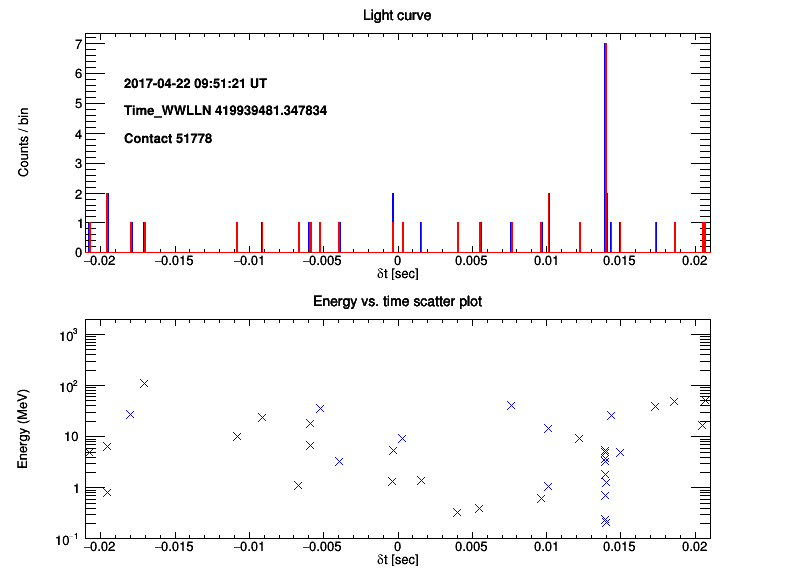 Light curve
Counts / bin
7
6
5
4
3
2
1
0
2017-04-22 09:51:21 UT
Time_WWLLN 419939481.347834
Contact 51778
−0.02 −0.015 −0.01 −0.005 0 0.005 0.01 0.015 0.02
δt [sec]
Energy vs. time scatter plot
Energy (MeV)
10³
10²
10
1
10⁻¹
−0.02 −0.015 −0.01 −0.005 0 0.005 0.01 0.015 0.02
δt [sec]